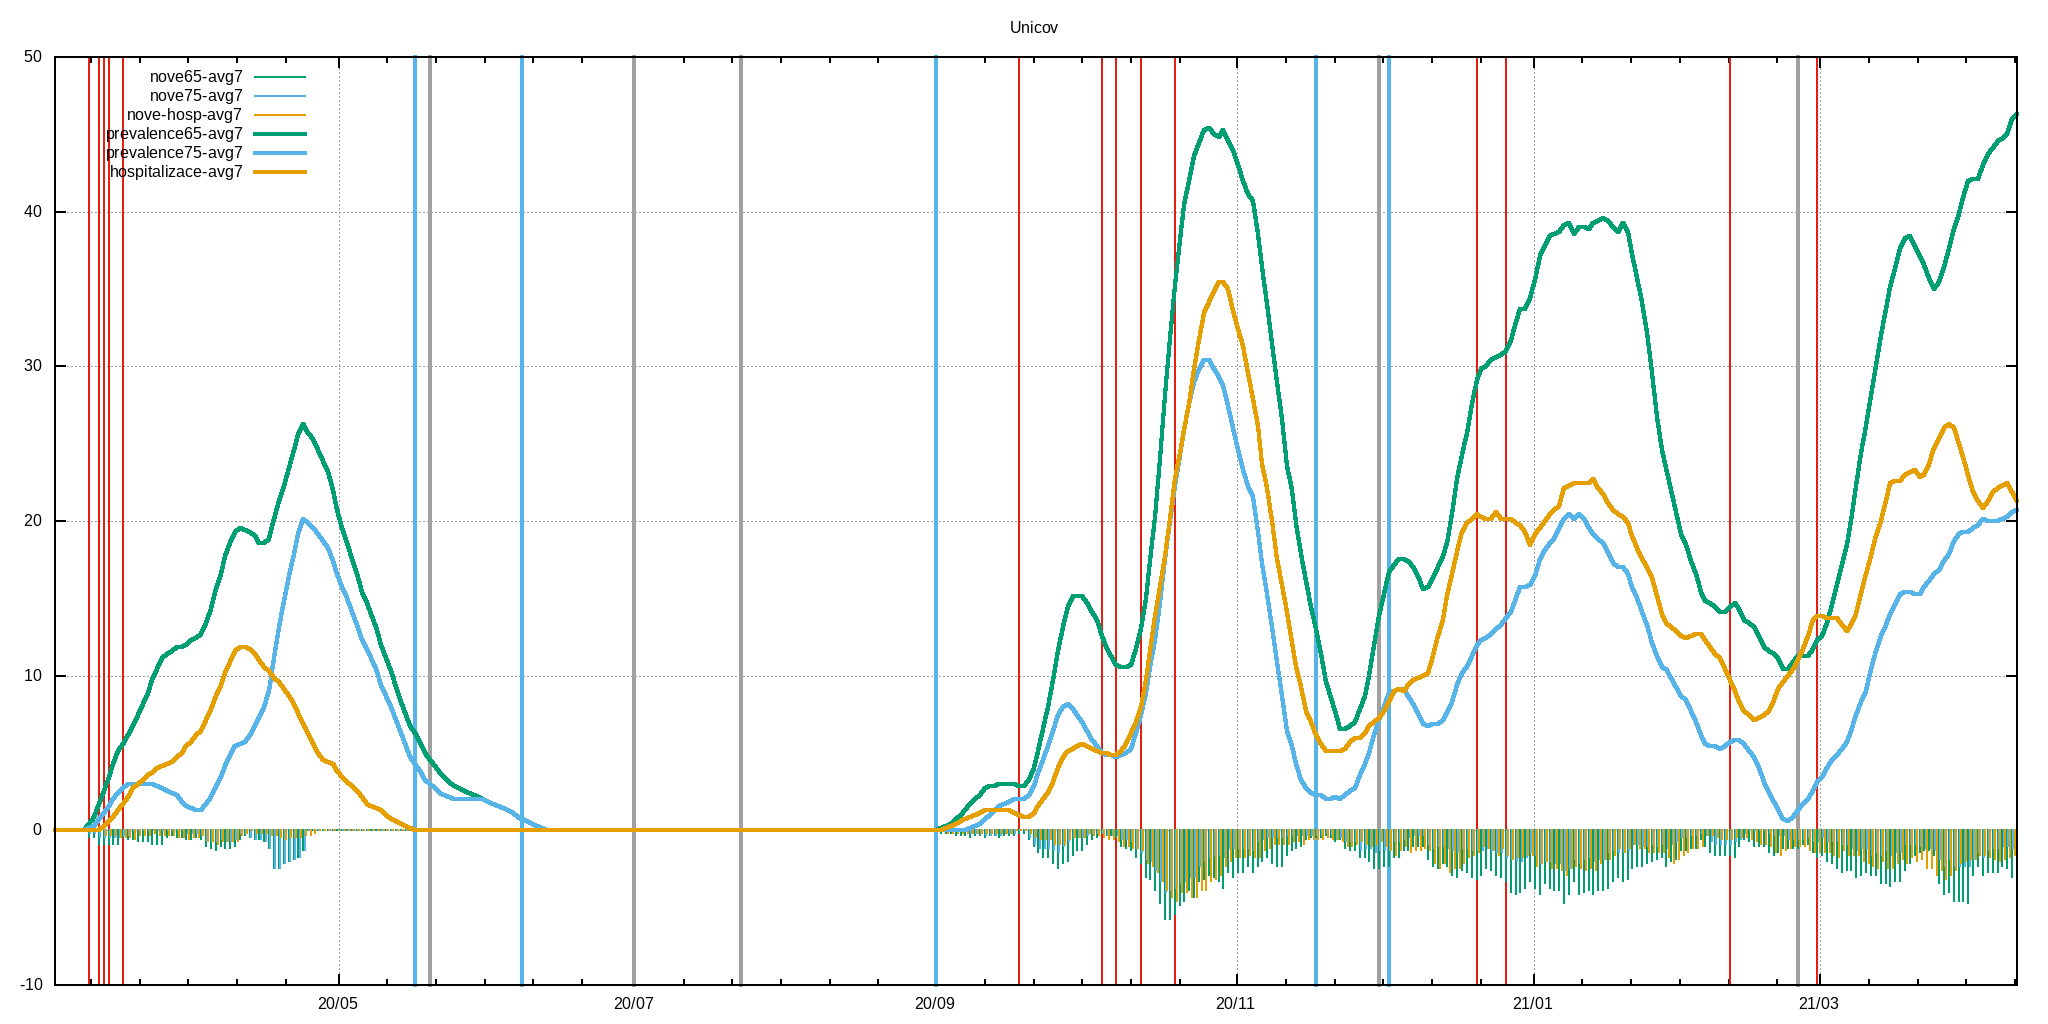 Unicov
50
nove65-avg7
nove75-avg7
nove-hosp-avg7
prevalence65-avg7
prevalence75-avg7
hospitalizace-avg7
40
30
20
10
0
-10
20/05
20/07
20/09
20/11
21/01
21/03